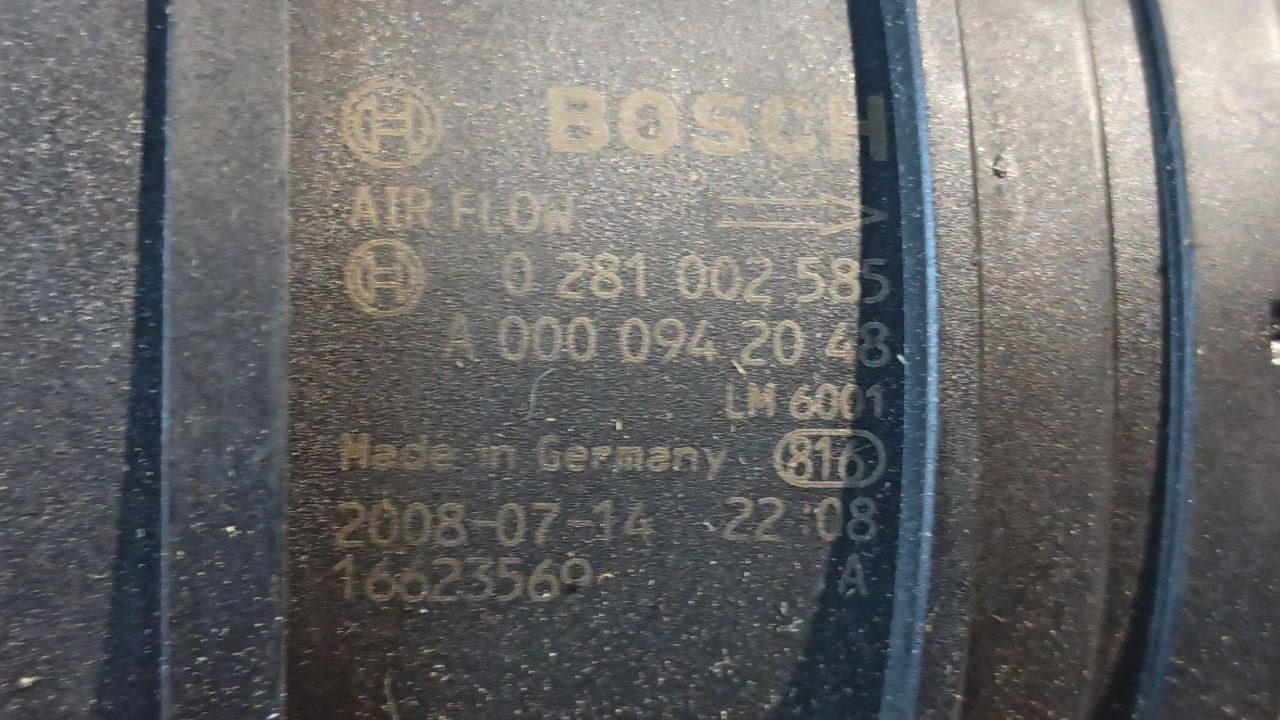 BOSCH
AIR FLOW
0 281 002 585
A 000 094 20 48
LM 6001
Made in Germany 816
2008-07-14 22:08
16623569 A